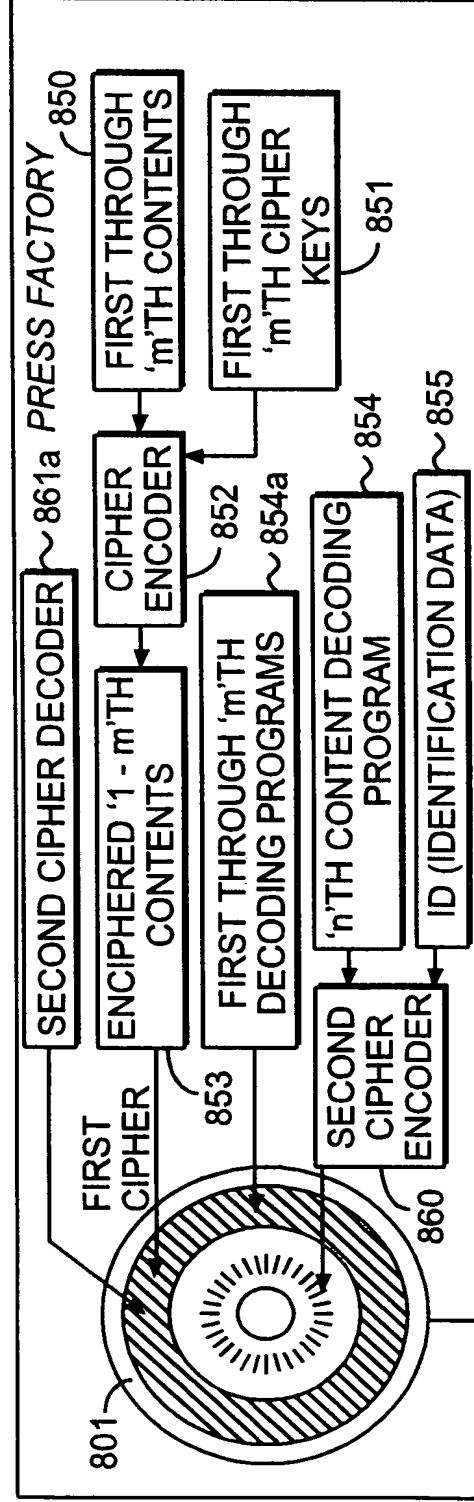 861a PRESS FACTORY
850
SECOND CIPHER DECODER
FIRST THROUGH
'm'TH CONTENTS
CIPHER
ENCODER
852
FIRST THROUGH
'm'TH CIPHER
KEYS
851
FIRST
CIPHER
ENCIPHERED '1 - m'TH
CONTENTS
853
801
FIRST THROUGH 'm'TH
DECODING PROGRAMS
854a
'n'TH CONTENT DECODING
PROGRAM
854
SECOND
CIPHER
ENCODER
860
ID (IDENTIFICATION DATA)
855